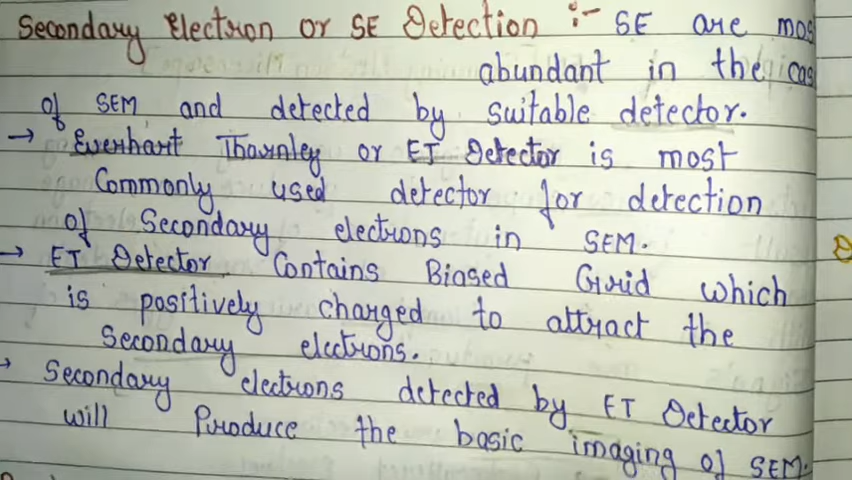 Secondary Electron or SE Detection :- SE are mos
abundant in the cas
of SEM and detected by suitable detector.
→ Everhart Thornley or ET Detector is most
Commonly used detector for detection
of Secondary electrons in SEM.
→ ET Detector Contains Biased Grid which
is positively charged to attract the
Secondary electrons.
→ Secondary electrons detected by ET Detector
will Produce the basic imaging of SEM.